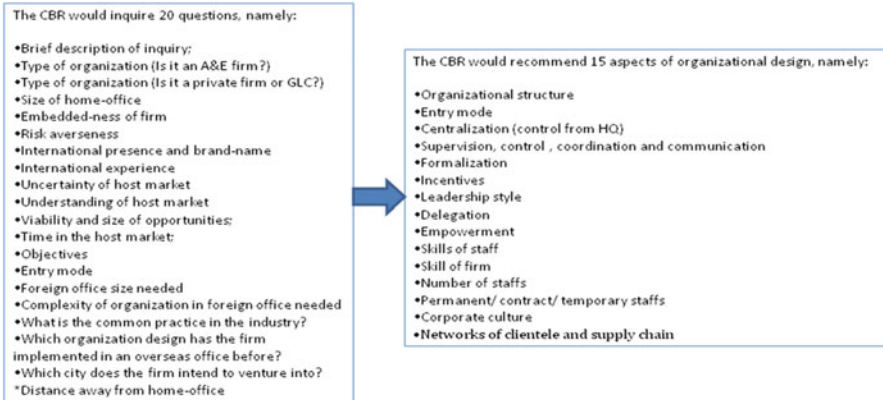 The CBR would inquire 20 questions, namely:
•Brief description of inquiry;
•Type of organization (Is it an A&E firm?)
•Type of organization (Is it a private firm or GLC?)
•Size of home-office
•Embedded-ness of firm
•Risk averseness
•International presence and brand-name
•International experience
•Uncertainty of host market
•Understanding of host market
•Viability and size of opportunities;
•Time in the host market;
•Objectives
•Entry mode
•Foreign office size needed
•Complexity of organization in foreign office needed
•What is the common practice in the industry?
•Which organization design has the firm
implemented in an overseas office before?
•Which city does the firm intend to venture into?
*Distance away from home-office
The CBR would recommend 15 aspects of organizational design, namely:
•Organizational structure
•Entry mode
•Centralization (control from HQ)
•Supervision, control , coordination and communication
•Formalization
•Incentives
•Leadership style
•Delegation
•Empowerment
•Skills of staff
•Skill of firm
•Number of staffs
•Permanent/ contract/ temporary staffs
•Corporate culture
•Networks of clientele and supply chain